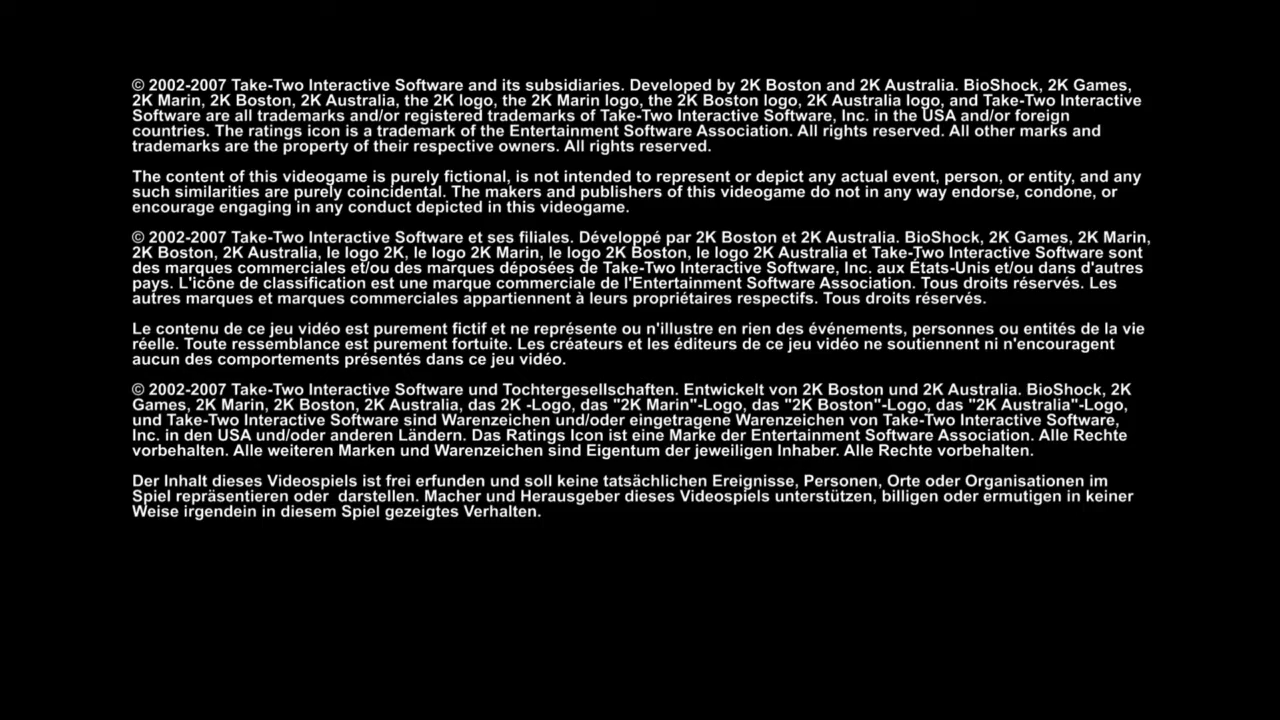 © 2002-2007 Take-Two Interactive Software and its subsidiaries. Developed by 2K Boston and 2K Australia. BioShock, 2K Games,
2K Marin, 2K Boston, 2K Australia, the 2K logo, the 2K Marin logo, the 2K Boston logo, 2K Australia logo, and Take-Two Interactive
Software are all trademarks and/or registered trademarks of Take-Two Interactive Software, Inc. in the USA and/or foreign
countries. The ratings icon is a trademark of the Entertainment Software Association. All rights reserved. All other marks and
trademarks are the property of their respective owners. All rights reserved.
The content of this videogame is purely fictional, is not intended to represent or depict any actual event, person, or entity, and any
such similarities are purely coincidental. The makers and publishers of this videogame do not in any way endorse, condone, or
encourage engaging in any conduct depicted in this videogame.
© 2002-2007 Take-Two Interactive Software et ses filiales. Développé par 2K Boston et 2K Australia. BioShock, 2K Games, 2K Marin,
2K Boston, 2K Australia, le logo 2K, le logo 2K Marin, le logo 2K Boston, le logo 2K Australia et Take-Two Interactive Software sont
des marques commerciales et/ou des marques déposées de Take-Two Interactive Software, Inc. aux États-Unis et/ou dans d'autres
pays. L'icône de classification est une marque commerciale de l'Entertainment Software Association. Tous droits réservés. Les
autres marques et marques commerciales appartiennent à leurs propriétaires respectifs. Tous droits réservés.
Le contenu de ce jeu vidéo est purement fictif et ne représente ou n'illustre en rien des événements, personnes ou entités de la vie
réelle. Toute ressemblance est purement fortuite. Les créateurs et les éditeurs de ce jeu vidéo ne soutiennent ni n'encouragent
aucun des comportements présentés dans ce jeu vidéo.
© 2002-2007 Take-Two Interactive Software und Tochtergesellschaften. Entwickelt von 2K Boston und 2K Australia. BioShock, 2K
Games, 2K Marin, 2K Boston, 2K Australia, das 2K -Logo, das "2K Marin"-Logo, das "2K Boston"-Logo, das "2K Australia"-Logo,
und Take-Two Interactive Software sind Warenzeichen und/oder eingetragene Warenzeichen von Take-Two Interactive Software,
Inc. in den USA und/oder anderen Ländern. Das Ratings Icon ist eine Marke der Entertainment Software Association. Alle Rechte
vorbehalten. Alle weiteren Marken und Warenzeichen sind Eigentum der jeweiligen Inhaber. Alle Rechte vorbehalten.
Der Inhalt dieses Videospiels ist frei erfunden und soll keine tatsächlichen Ereignisse, Personen, Orte oder Organisationen im
Spiel repräsentieren oder  darstellen. Macher und Herausgeber dieses Videospiels unterstützen, billigen oder ermutigen in keiner
Weise irgendein in diesem Spiel gezeigtes Verhalten.